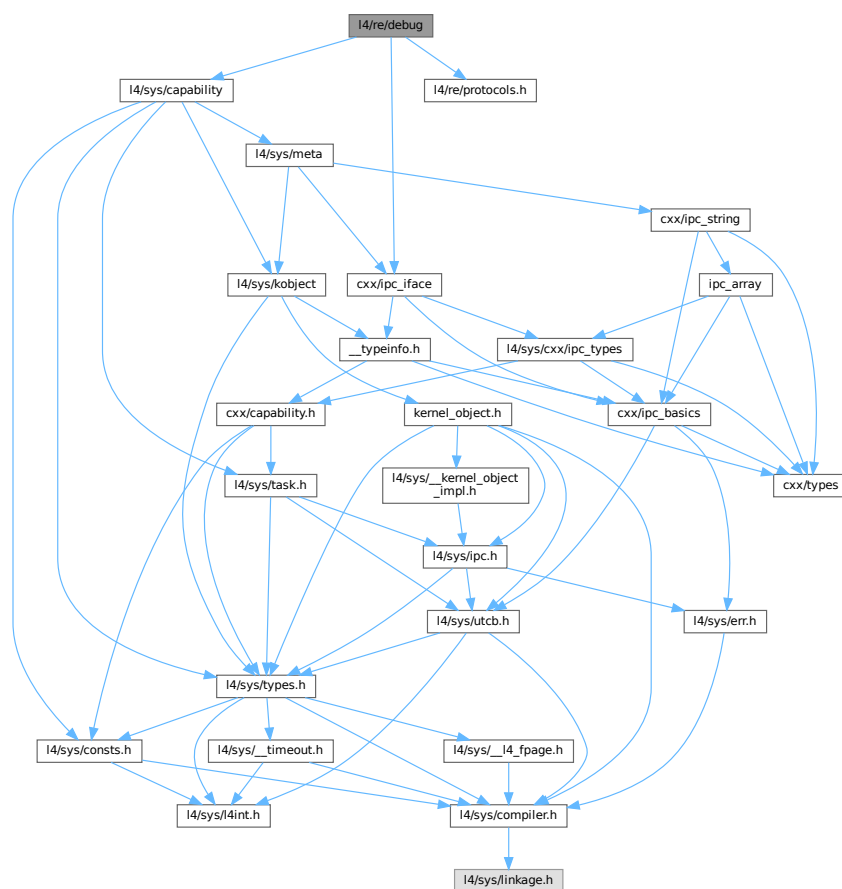 l4/re/debug
l4/sys/capability
l4/re/protocols.h
l4/sys/meta
cxx/ipc_string
l4/sys/kobject
cxx/ipc_iface
ipc_array
__typeinfo.h
l4/sys/cxx/ipc_types
cxx/capability.h
kernel_object.h
cxx/ipc_basics
l4/sys/task.h
l4/sys/__kernel_object
_impl.h
cxx/types
l4/sys/ipc.h
l4/sys/utcb.h
l4/sys/err.h
l4/sys/types.h
l4/sys/consts.h
l4/sys/__timeout.h
l4/sys/__l4_fpage.h
l4/sys/l4int.h
l4/sys/compiler.h
l4/sys/linkage.h